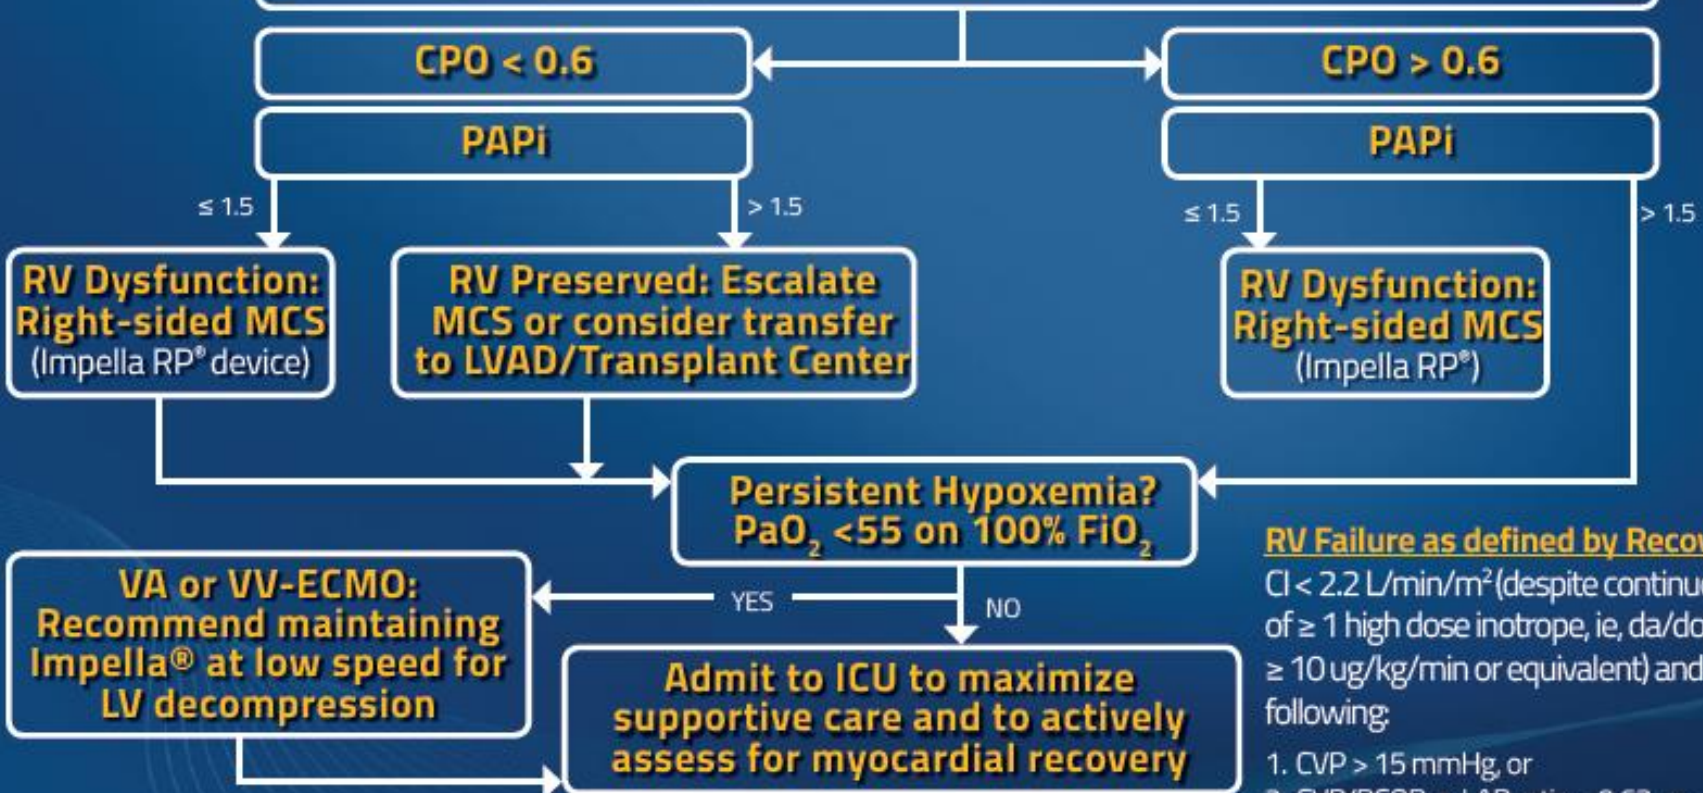 CPO < 0.6
CPO > 0.6
PAPi
PAPi
≤ 1.5
> 1.5
≤ 1.5
> 1.5
RV Dysfunction:
Right-sided MCS
(Impella RP® device)
RV Preserved: Escalate
MCS or consider transfer
to LVAD/Transplant Center
RV Dysfunction:
Right-sided MCS
(Impella RP®)
Persistent Hypoxemia?
PaO₂ <55 on 100% FiO₂
YES
NO
VA or VV-ECMO:
Recommend maintaining
Impella® at low speed for
LV decompression
Admit to ICU to maximize
supportive care and to actively
assess for myocardial recovery
RV Failure as defined by
CI < 2.2 L/min/m² (despite
of ≥ 1 high dose inotrope, ie,
≥ 10 ug/kg/min or equivalent) and
following:
1. CVP > 15 mmHg, or